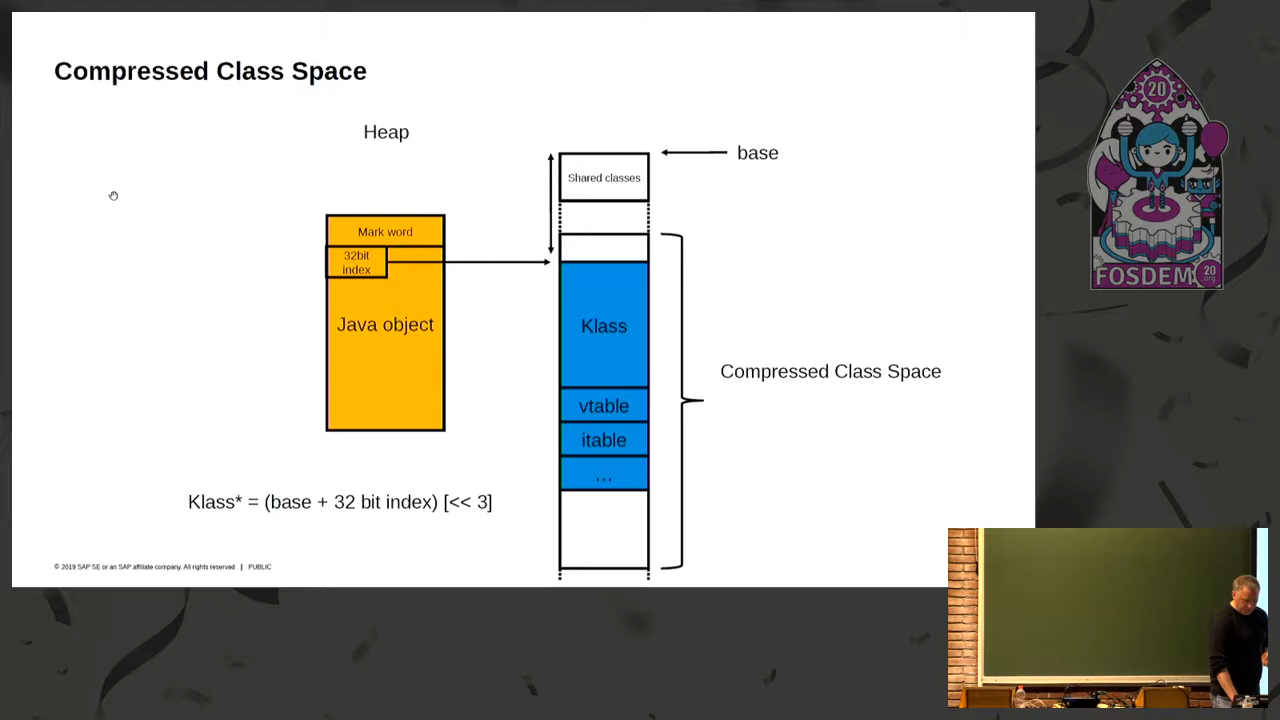 Compressed Class Space
Heap
base
Shared classes
Mark word
32bit
index
Java object
Klass
Compressed Class Space
vtable
itable
...
Klass* = (base + 32 bit index) [<< 3]
© 2019 SAP SE or an SAP affiliate company. All rights reserved. | PUBLIC
20
FOSDEM
20
.org